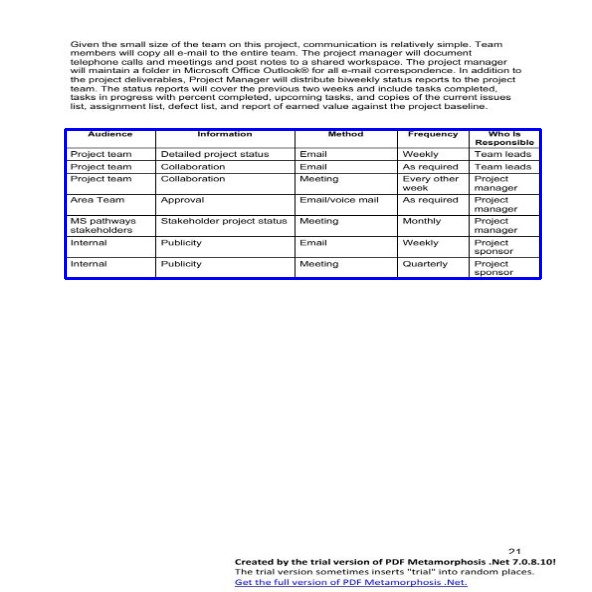 Given the small size of the team on this project, communication is relatively simple. Team
members will copy all e-mail to the entire team. The project manager will document
telephone calls and meetings and post notes to a shared workspace. The project manager
will maintain a folder in Microsoft Office Outlook® for all e-mail correspondence. In addition to
the project deliverables, Project Manager will distribute biweekly status reports to the project
team. The status reports will cover the previous two weeks and include tasks completed,
tasks in progress with percent completed, upcoming tasks, and copies of the current issues
list, assignment list, defect list, and report of earned value against the project baseline.
Audience Information Method Frequency Who Is
Responsible
Project team Detailed project status Email Weekly Team leads
Project team Collaboration Email As required Team leads
Project team Collaboration Meeting Every other Project
week manager
Area Team Approval Email/voice mail As required Project
manager
MS pathways Stakeholder project status Meeting Monthly Project
stakeholders manager
Internal Publicity Email Weekly Project
sponsor
Internal Publicity Meeting Quarterly Project
sponsor
21
Created by the trial version of PDF Metamorphosis .Net 7.0.8.10!
The trial version sometimes inserts "trial" into random places.
Get the full version of PDF Metamorphosis .Net.